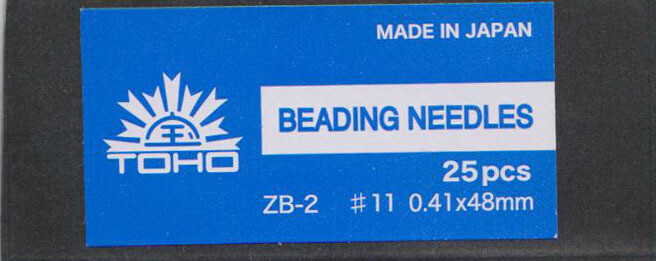 MADE IN JAPAN
BEADING NEEDLES
TOHO
25pcs
ZB-2 #11 0.41x48mm